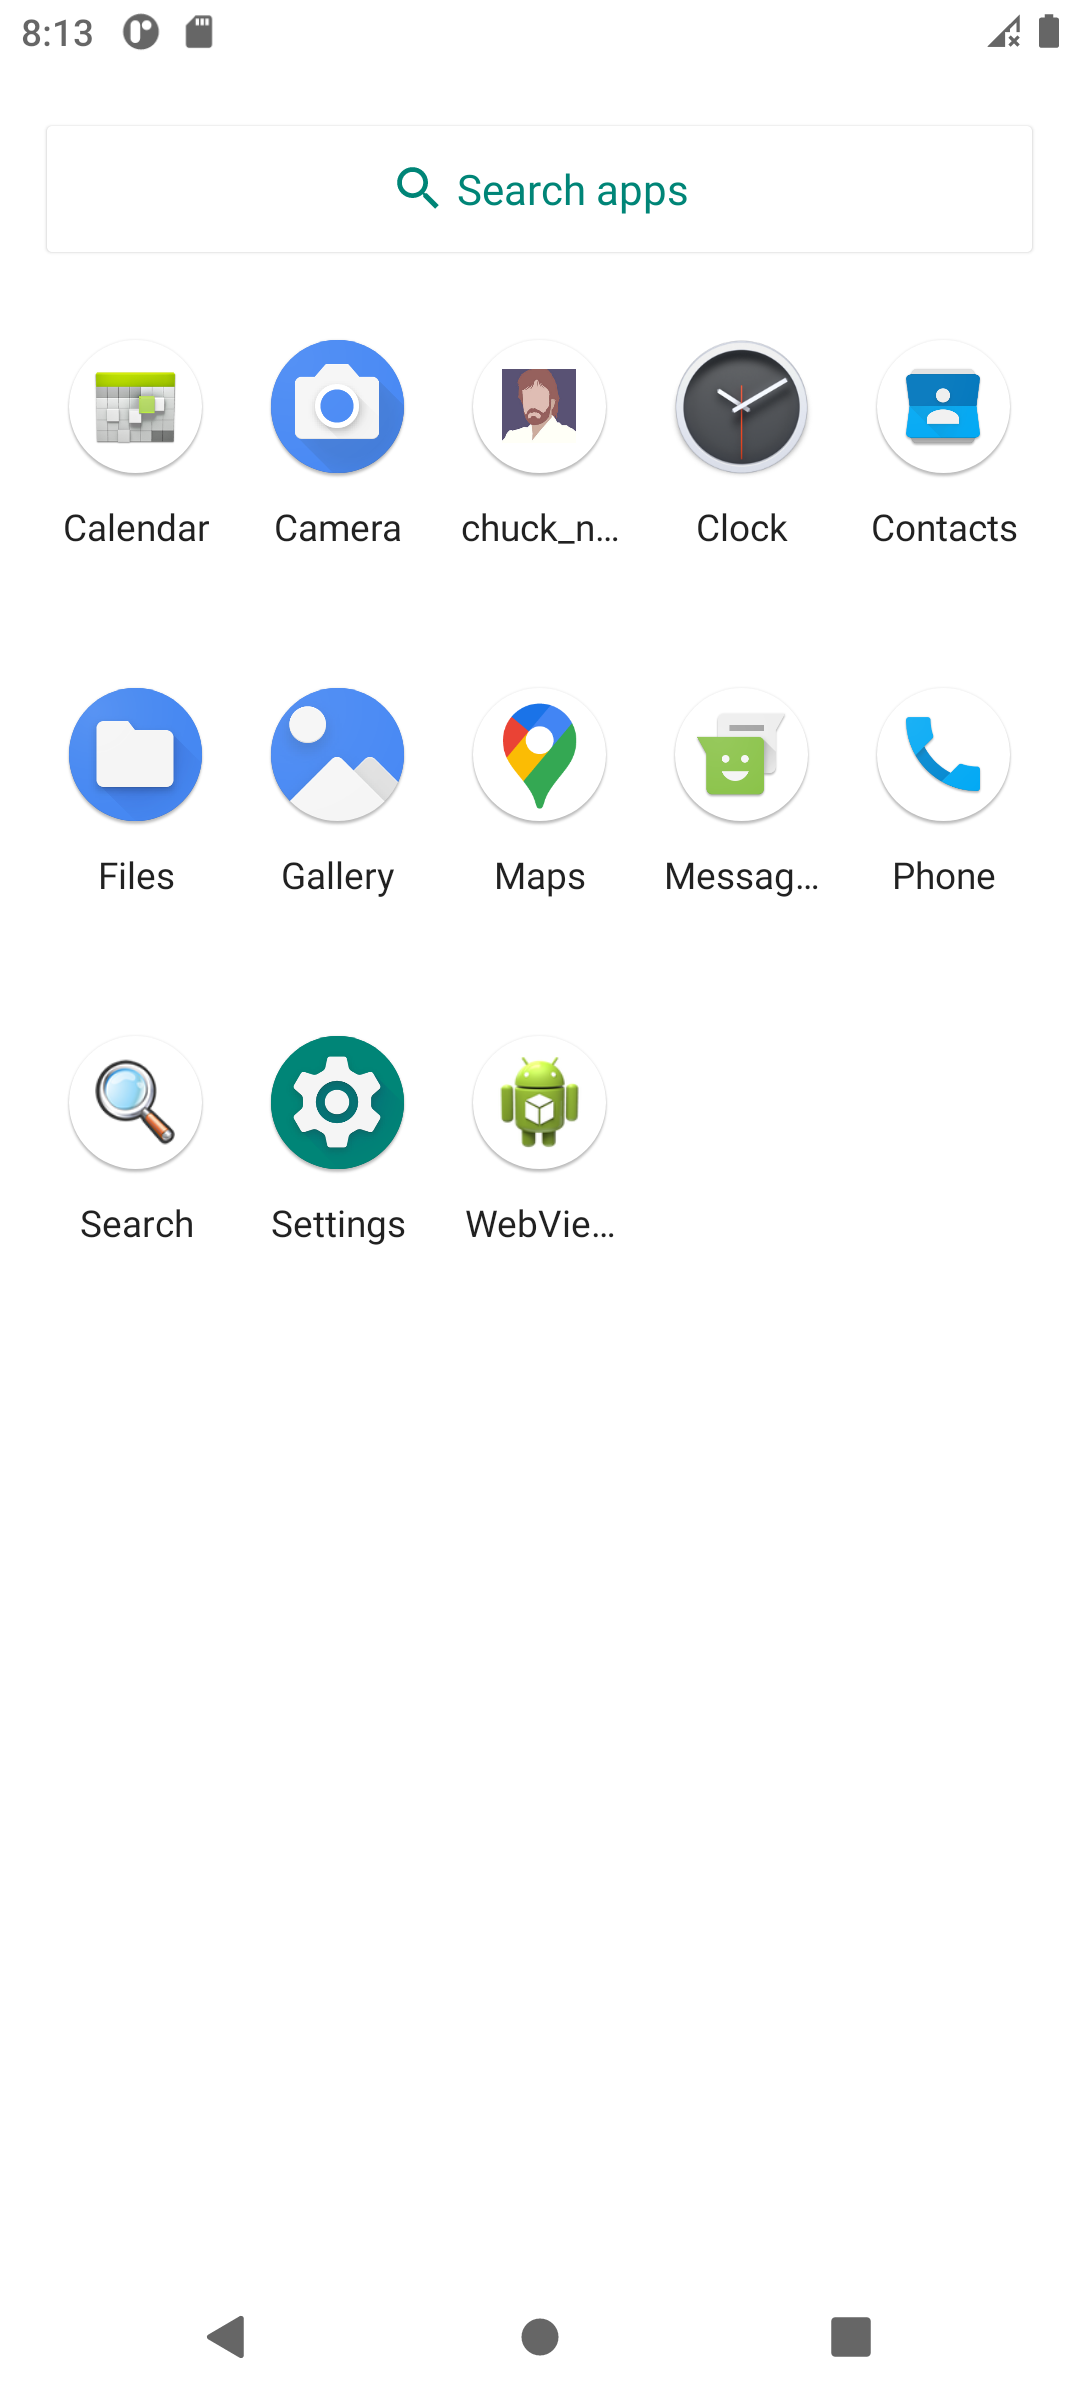 8:13
Search apps
Calendar
Camera
chuck_n…
Clock
Contacts
Files
Gallery
Maps
Messag…
Phone
Search
Settings
WebVie…